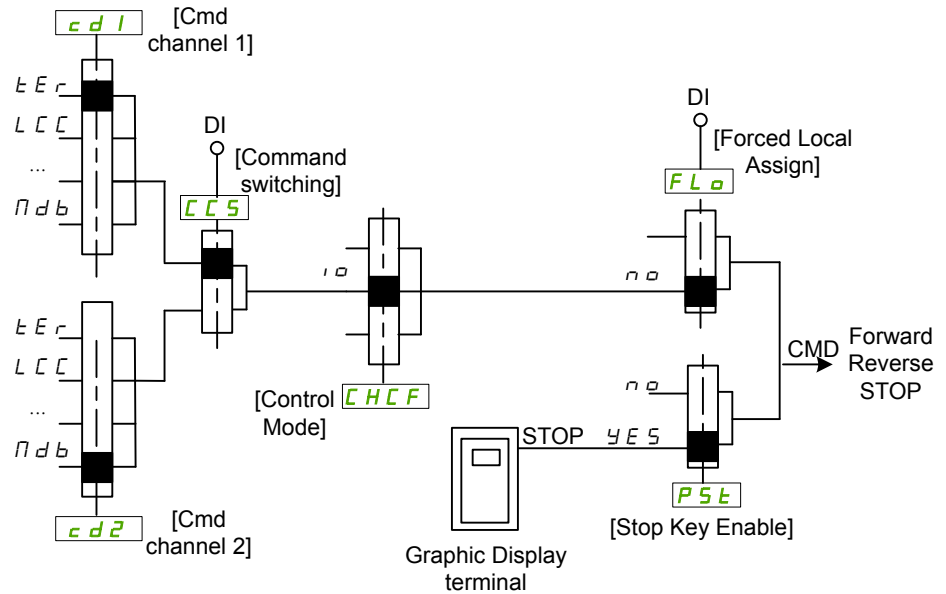 cd1
[Cmd
channel 1]
tEr
LCC
...
Mdb
DI
[Command
switching]
CCS
DI
[Forced Local
Assign]
FLo
io
no
tEr
LCC
...
Mdb
cd2
[Cmd
channel 2]
[Control
Mode]
CHCF
no
STOP
YES
PSt
[Stop Key Enable]
Graphic Display
terminal
CMD
Forward
Reverse
STOP